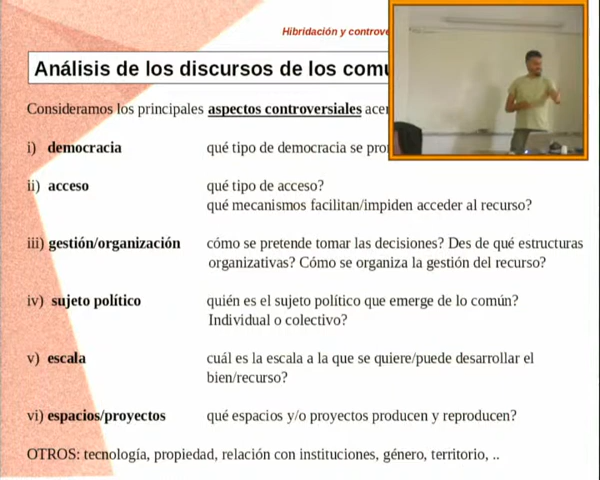 Hibridación y controve
Análisis de los discursos de los comu
Consideramos los principales aspectos controversiales acer
i) democracia qué tipo de democracia se pro
ii) acceso qué tipo de acceso?
qué mecanismos facilitan/impiden acceder al recurso?
iii) gestión/organización cómo se pretende tomar las decisiones? Des de qué estructuras
organizativas? Cómo se organiza la gestión del recurso?
iv) sujeto político quién es el sujeto político que emerge de lo común?
Individual o colectivo?
v) escala cuál es la escala a la que se quiere/puede desarrollar el
bien/recurso?
vi) espacios/proyectos qué espacios y/o proyectos producen y reproducen?
OTROS: tecnología, propiedad, relación con instituciones, género, territorio, ..